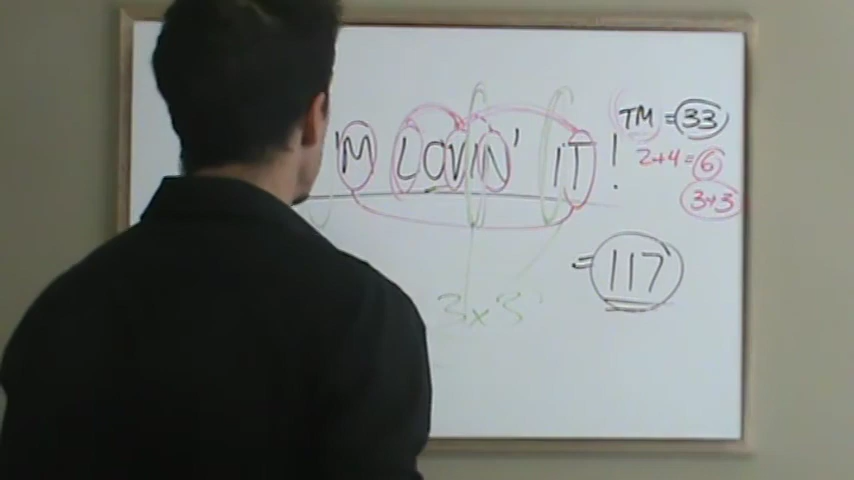 'M LOVIN' IT!
TM = 33
2+4=6
3+3
= 117
3x3